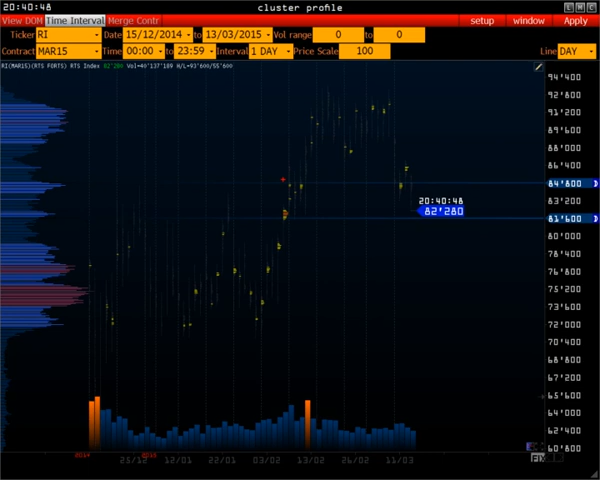 20:40:48 cluster profile L M C
View DOM Time Interval Merge Contr setup window Apply
Ticker RI Date 15/12/2014 to 13/03/2015 Vol range 0 to 0
Contract MAR15 Time 00:00 to 23:59 Interval 1 DAY Price Scale 100 Line DAY
RI(MAR15)(RTS FORTS) RTS Index 82'280 Vol=40'137'189 H/L=93'600/55'600
94'400
92'800
91'200
89'600
88'000
86'400
84'800 D
83'200
20:40:48
82'280
81'600 D
80'000
78'400
76'800
75'200
73'600
72'000
70'400
68'800
67'200
65'600
64'000
62'400
60'800
FIX
2014 2015
25/12 12/01 22/01 03/02 13/02 26/02 11/03